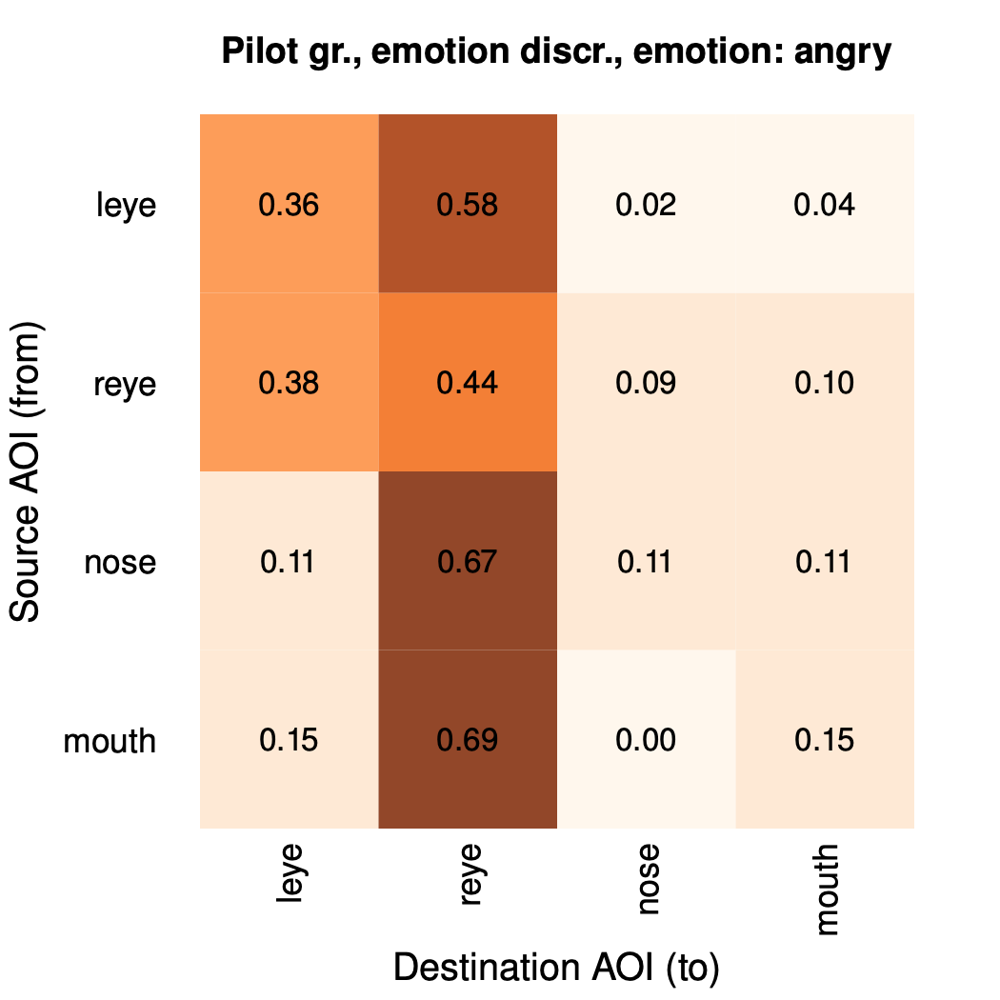 Pilot gr., emotion discr., emotion: angry
leye 0.36 0.58 0.02 0.04
reye 0.38 0.44 0.09 0.10
nose 0.11 0.67 0.11 0.11
mouth 0.15 0.69 0.00 0.15
Source AOI (from)
leye reye nose mouth
Destination AOI (to)